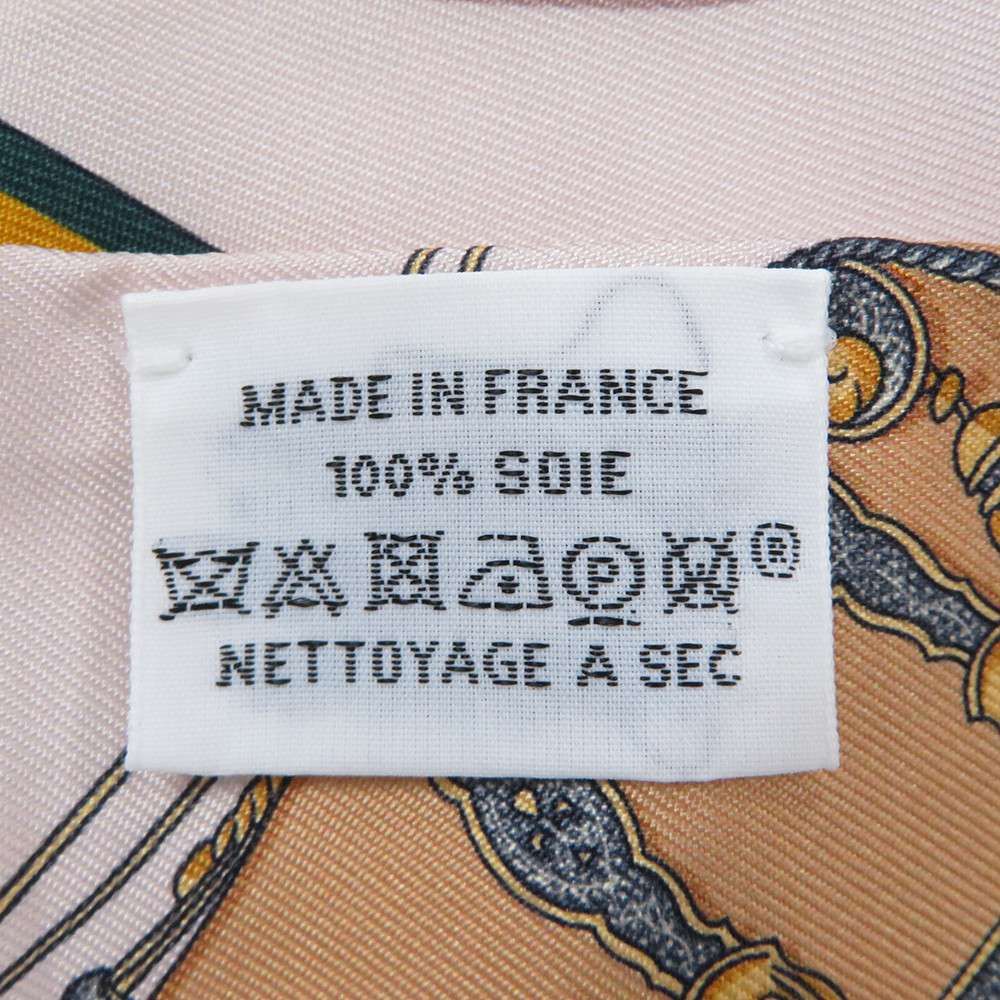 MADE IN FRANCE
100% SOIE
P W ®
NETTOYAGE A SEC